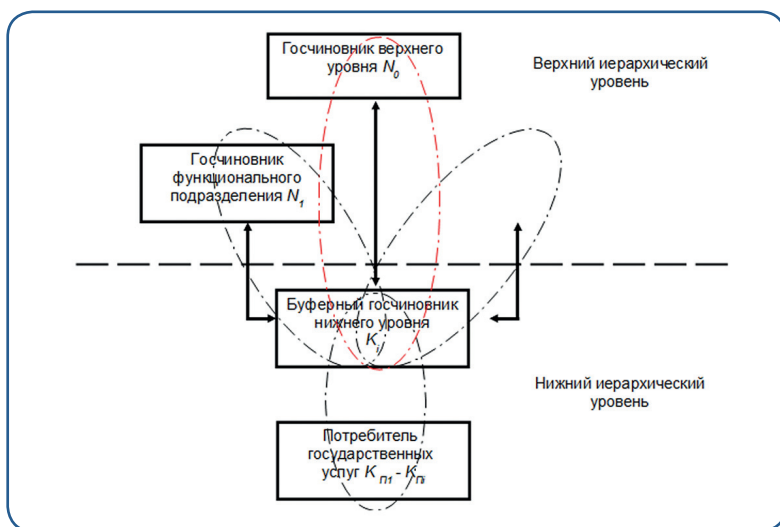 Госчиновник верхнего
уровня N0
Верхний иерархический
уровень
Госчиновник
функционального
подразделения N1
Буферный госчиновник
нижнего уровня
Ki
Нижний иерархический
уровень
Потребитель
государственных
услуг KП1 - KПi